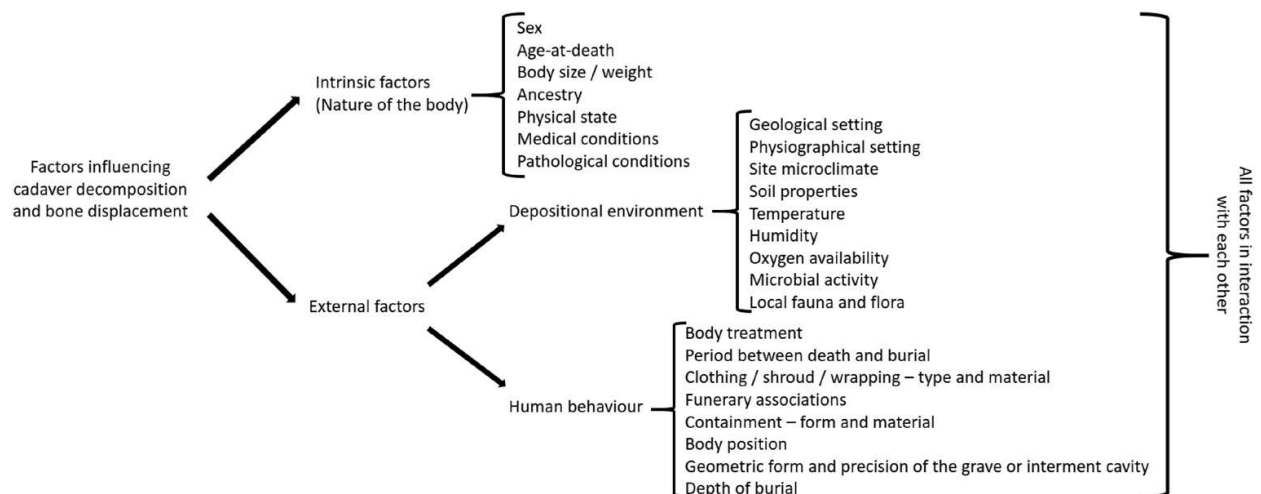 Factors influencing
cadaver decomposition
and bone displacement
Intrinsic factors
(Nature of the body)
Sex
Age-at-death
Body size / weight
Ancestry
Physical state
Medical conditions
Pathological conditions
External factors
Depositional environment
Geological setting
Physiographical setting
Site microclimate
Soil properties
Temperature
Humidity
Oxygen availability
Microbial activity
Local fauna and flora
Human behaviour
Body treatment
Period between death and burial
Clothing / shroud / wrapping – type and material
Funerary associations
Containment – form and material
Body position
Geometric form and precision of the grave or interment cavity
Depth of burial
All factors in interaction
with each other